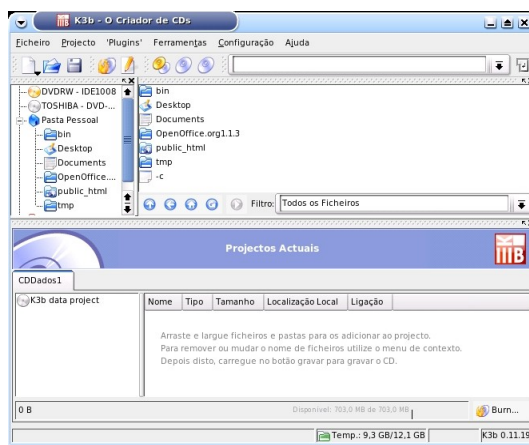 K3b - O Criador de CDs
Ficheiro Projecto 'Plugins' Ferramentas Configuração Ajuda
DVDRW - IDE1008
TOSHIBA - DVD-...
Pasta Pessoal
bin
Desktop
Documents
OpenOffice....
public_html
tmp
bin
Desktop
Documents
OpenOffice.org1.1.3
public_html
tmp
-c
Filtro: Todos os Ficheiros
Projectos Actuais
K3B
CDDados1
K3b data project
Nome Tipo Tamanho Localização Local Ligação
Arraste e largue ficheiros e pastas para os adicionar ao projecto.
Para remover ou mudar o nome de ficheiros utilize o menu de contexto.
Depois disto, carregue no botão gravar para gravar o CD.
0 B
Disponível: 703,0 MB de 703,0 MB
Burn...
Temp.: 9,3 GB/12,1 GB
K3b 0.11.19